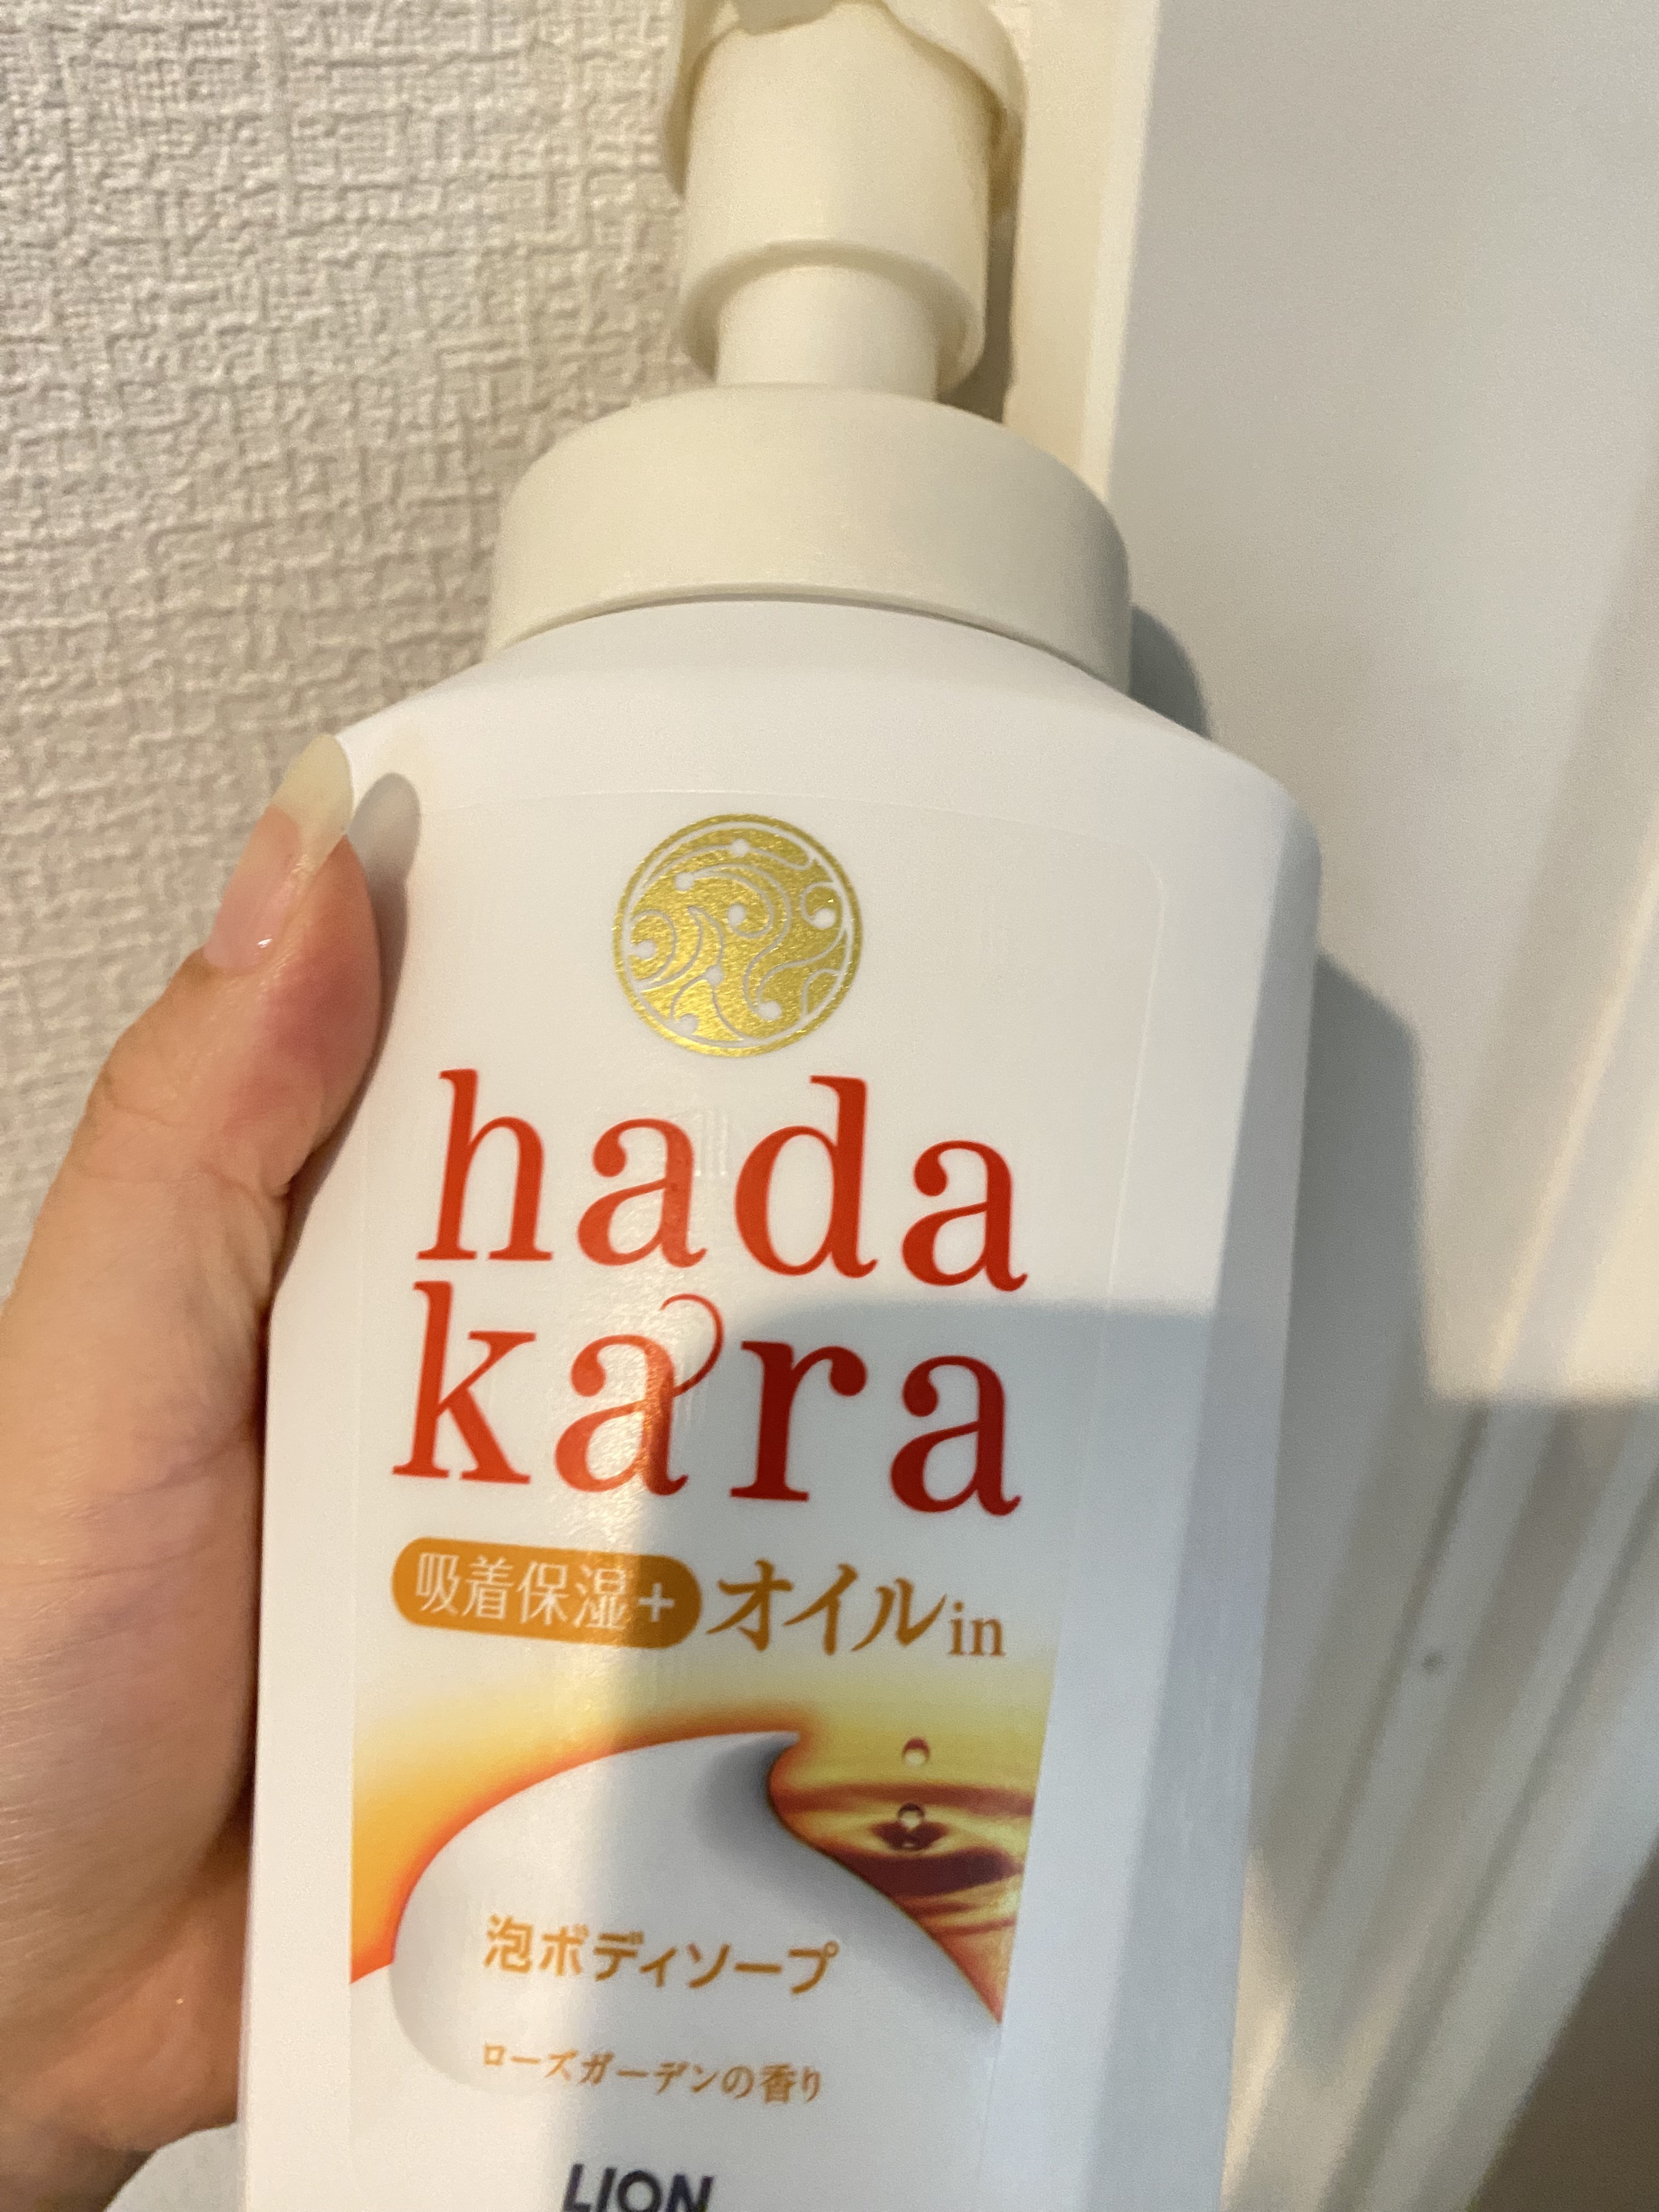 hada
kara
吸着保湿+オイルin
泡ボディソープ
ローズガーデンの香り
LION